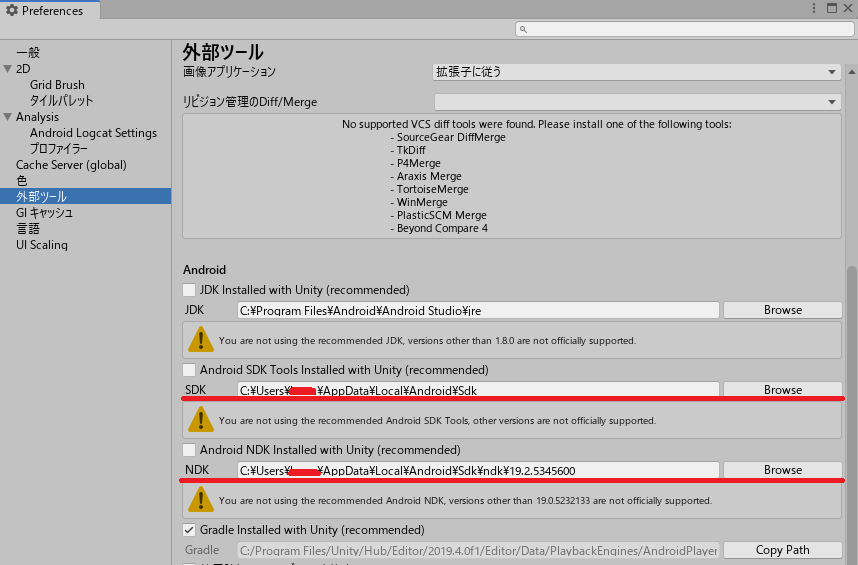 Preferences
一般
2D
Grid Brush
タイルパレット
Analysis
Android Logcat Settings
プロファイラー
Cache Server (global)
色
外部ツール
GI キャッシュ
言語
UI Scaling
外部ツール
画像アプリケーション 拡張子に従う
リビジョン管理のDiff/Merge
No supported VCS diff tools were found. Please install one of the following tools:
- SourceGear DiffMerge
- TkDiff
- P4Merge
- Araxis Merge
- TortoiseMerge
- WinMerge
- PlasticSCM Merge
- Beyond Compare 4
Android
JDK Installed with Unity (recommended)
JDK C:¥Program Files¥Android¥Android Studio¥jre Browse
You are not using the recommended JDK, versions other than 1.8.0 are not officially supported.
Android SDK Tools Installed with Unity (recommended)
SDK C:¥Users¥ ¥AppData¥Local¥Android¥Sdk Browse
You are not using the recommended Android SDK Tools, other versions are not officially supported.
Android NDK Installed with Unity (recommended)
NDK C:¥Users¥ ¥AppData¥Local¥Android¥Sdk¥ndk¥19.2.5345600 Browse
You are not using the recommended Android NDK, versions other than 19.0.5232133 are not officially supported.
Gradle Installed with Unity (recommended)
Gradle C:/Program Files/Unity/Hub/Editor/2019.4.0f1/Editor/Data/PlaybackEngines/AndroidPlayer Copy Path